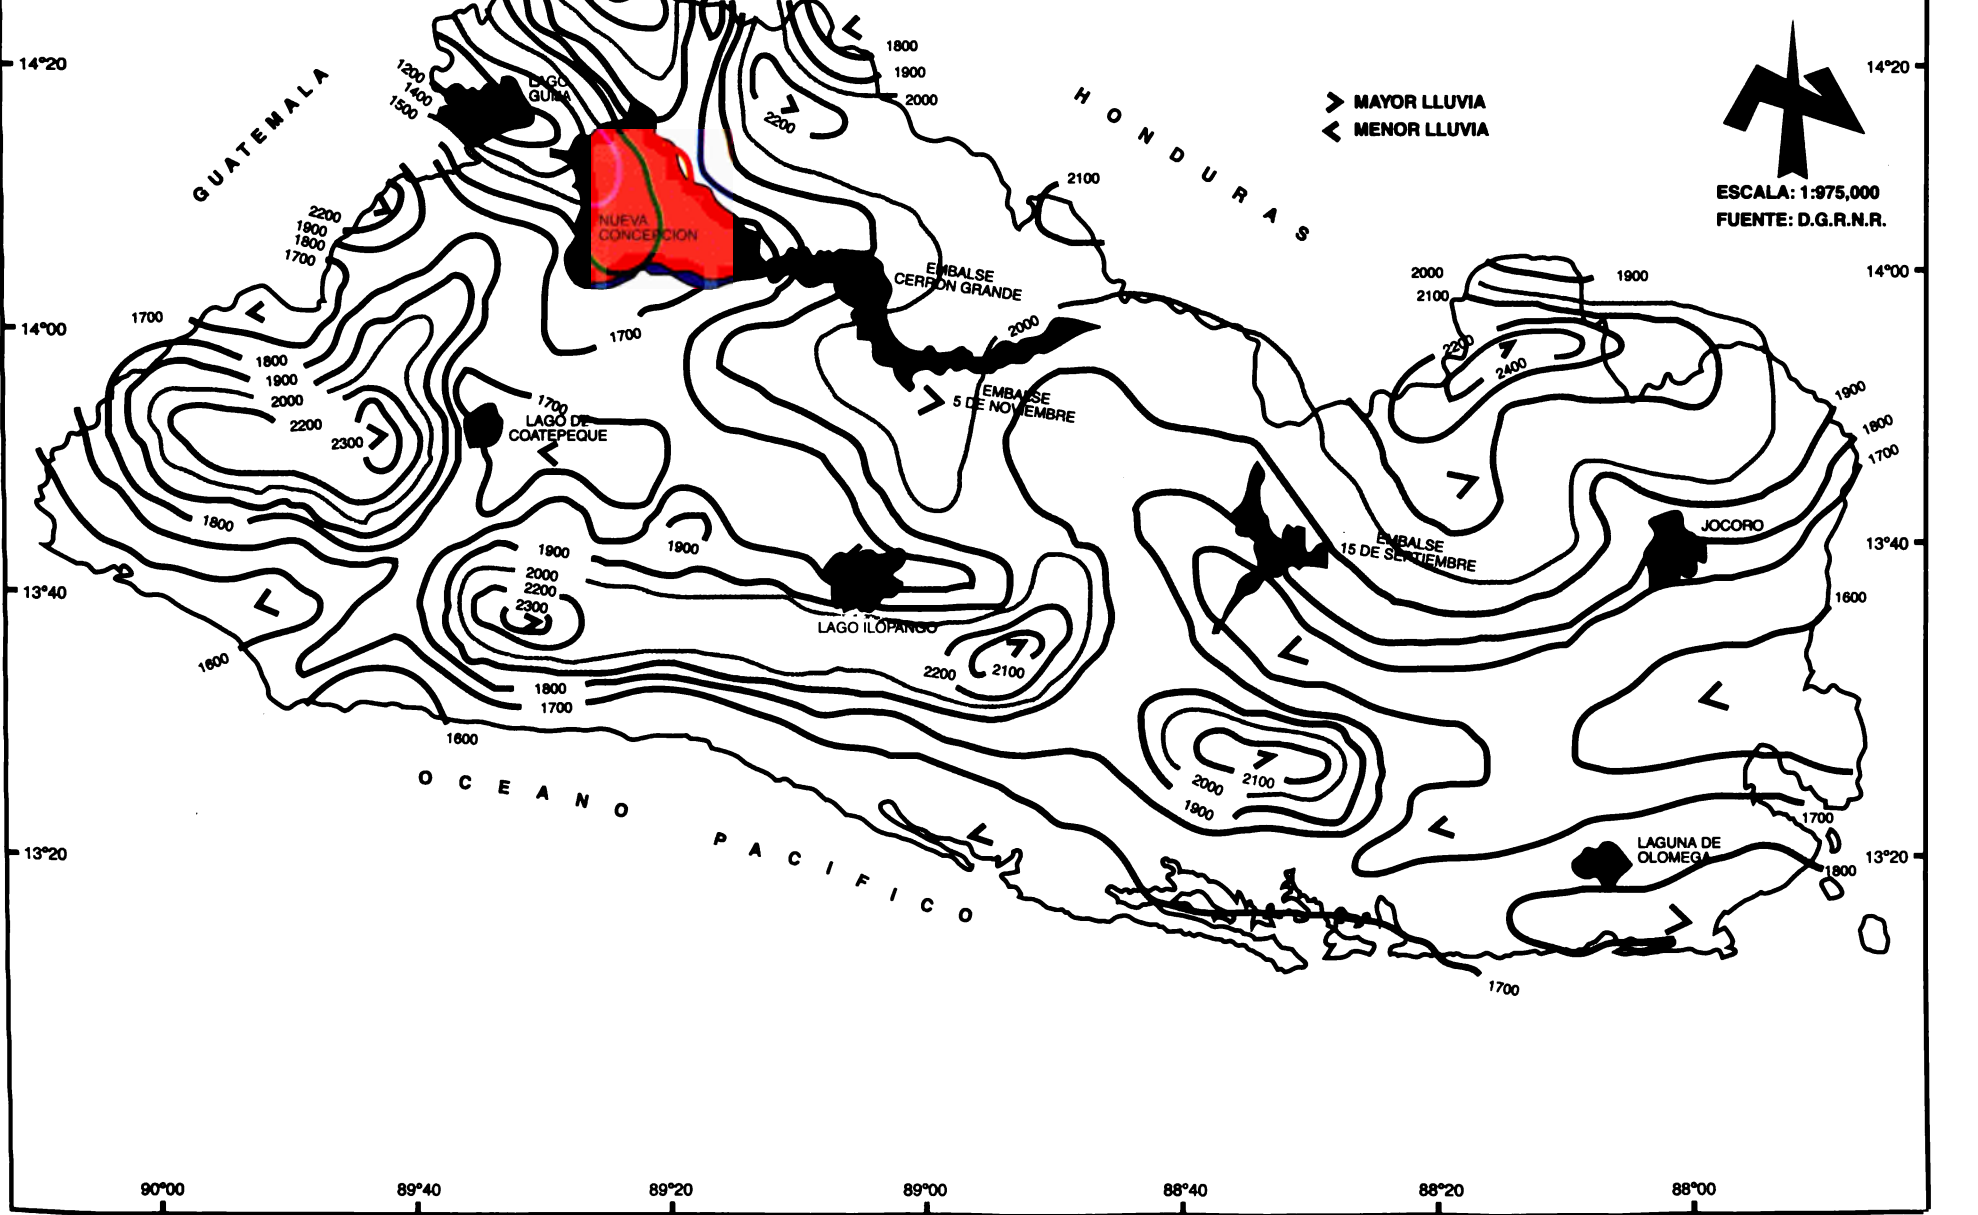 14°20
GUATEMALA
1200
1400
1500
LAGO
GUIJA
1800
1900
2000
2200
HONDURAS
> MAYOR LLUVIA
< MENOR LLUVIA
14°20
ESCALA: 1:975,000
FUENTE: D.G.R.N.R.
2100
2200
1900
1800
1700
NUEVA
CONCEPCION
EMBALSE
CERRON GRANDE
2000
2100
1900
14°00
14°00
1700
1700
2000
2200
2400
1800
1900
2000
2200
2300
1700
LAGO DE
COATEPEQUE
EMBALSE
5 DE NOVIEMBRE
1900
1800
1700
1800
1900
1900
EMBALSE
15 DE SEPTIEMBRE
JOCORO
13°40
13°40
2000
2200
2300
LAGO ILOPANGO
1600
1600
2200
2100
1800
1700
1600
OCEANO PACIFICO
2000
2100
1900
1700
13°20
LAGUNA DE
OLOMEGA
13°20
1800
1700
90°00
89°40
89°20
89°00
88°40
88°20
88°00